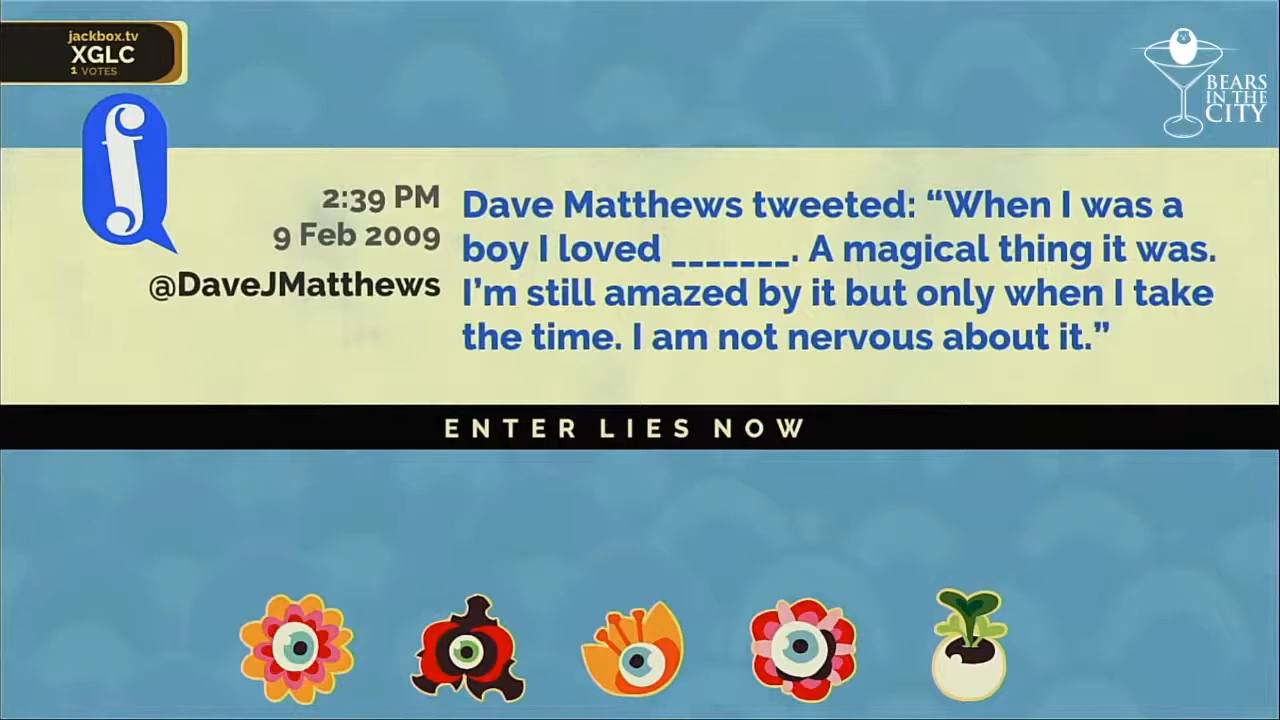 jackbox.tv
XGLC
1 VOTES
BEARS
IN THE
CITY
f
2:39 PM
9 Feb 2009
@DaveJMatthews
Dave Matthews tweeted: “When I was a
boy I loved _______. A magical thing it was.
I’m still amazed by it but only when I take
the time. I am not nervous about it.”
ENTER LIES NOW